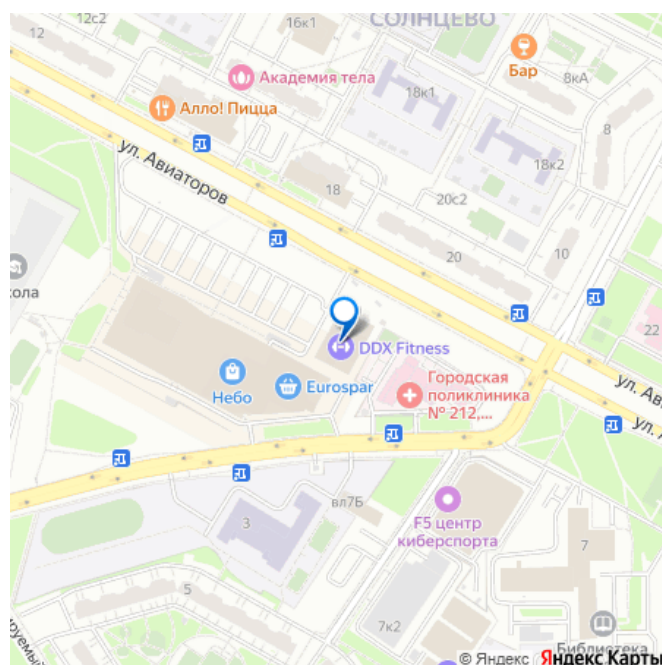 СОЛНЦЕВО
16к1
12с2
12
Бар
8кА
Академия тела
18к1
Алло! Пицца
8
ул. Авиаторов
18к2
18
20с2
20
10
кола
22
DDX Fitness
Небо
Eurospar
Городская
поликлиника
№ 212,...
ул. Ав
ул. А
вл7Б
3
F5 центр
киберспорта
7
5
7к2
руемый
Библиотека
© Яндекс Яндекс Карты